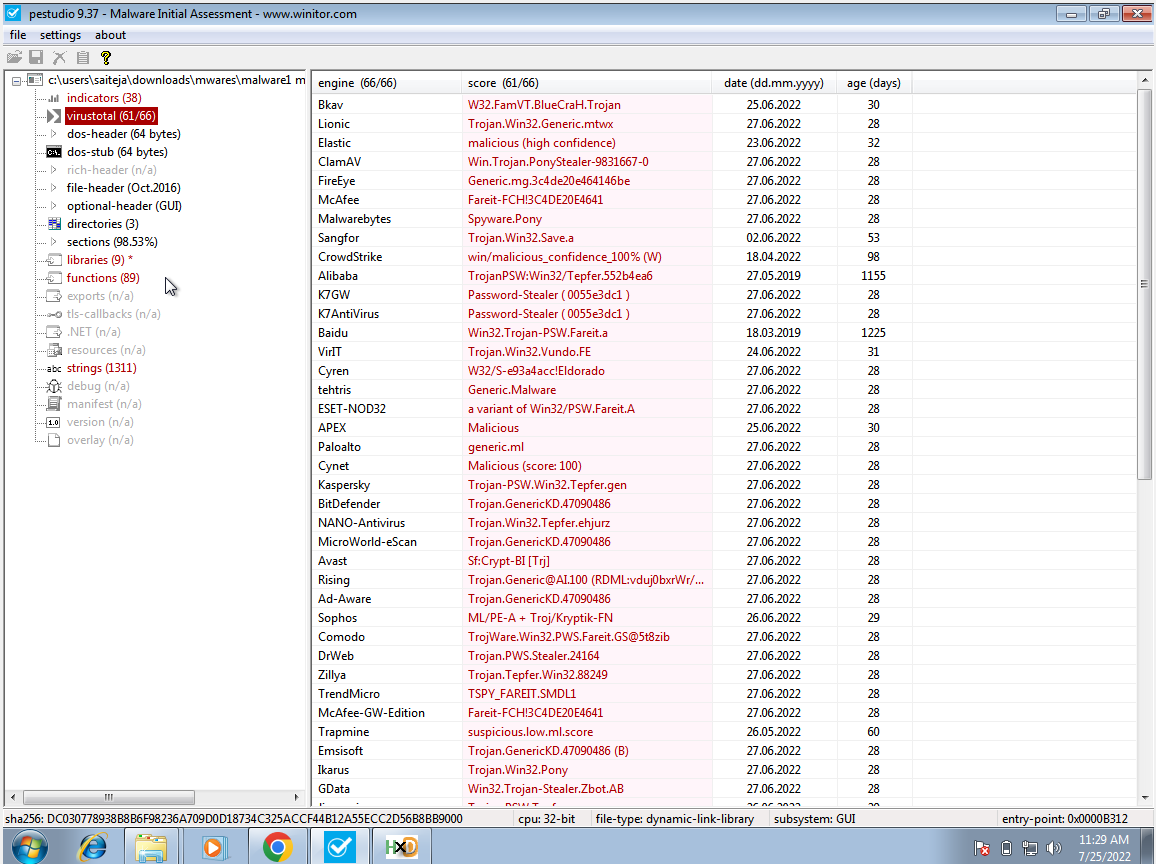 pestudio 9.37 - Malware Initial Assessment - www.winitor.com
file settings about
c:\users\saiteja\downloads\mwares\malware1 m
indicators (38)
virustotal (61/66)
dos-header (64 bytes)
dos-stub (64 bytes)
rich-header (n/a)
file-header (Oct.2016)
optional-header (GUI)
directories (3)
sections (98.53%)
libraries (9) *
functions (89)
exports (n/a)
tls-callbacks (n/a)
.NET (n/a)
resources (n/a)
abc strings (1311)
debug (n/a)
manifest (n/a)
1.0 version (n/a)
overlay (n/a)
engine (66/66) score (61/66) date (dd.mm.yyyy) age (days)
Bkav W32.FamVT.BlueCraH.Trojan 25.06.2022 30
Lionic Trojan.Win32.Generic.mtwx 27.06.2022 28
Elastic malicious (high confidence) 23.06.2022 32
ClamAV Win.Trojan.PonyStealer-9831667-0 27.06.2022 28
FireEye Generic.mg.3c4de20e464146be 27.06.2022 28
McAfee Fareit-FCH!3C4DE20E4641 27.06.2022 28
Malwarebytes Spyware.Pony 27.06.2022 28
Sangfor Trojan.Win32.Save.a 02.06.2022 53
CrowdStrike win/malicious_confidence_100% (W) 18.04.2022 98
Alibaba TrojanPSW:Win32/Tepfer.552b4ea6 27.05.2019 1155
K7GW Password-Stealer ( 0055e3dc1 ) 27.06.2022 28
K7AntiVirus Password-Stealer ( 0055e3dc1 ) 27.06.2022 28
Baidu Win32.Trojan-PSW.Fareit.a 18.03.2019 1225
VirIT Trojan.Win32.Vundo.FE 24.06.2022 31
Cyren W32/S-e93a4acc!Eldorado 27.06.2022 28
tehtris Generic.Malware 27.06.2022 28
ESET-NOD32 a variant of Win32/PSW.Fareit.A 27.06.2022 28
APEX Malicious 25.06.2022 30
Paloalto generic.ml 27.06.2022 28
Cynet Malicious (score: 100) 27.06.2022 28
Kaspersky Trojan-PSW.Win32.Tepfer.gen 27.06.2022 28
BitDefender Trojan.GenericKD.47090486 27.06.2022 28
NANO-Antivirus Trojan.Win32.Tepfer.ehjurz 27.06.2022 28
MicroWorld-eScan Trojan.GenericKD.47090486 27.06.2022 28
Avast Sf:Crypt-BI [Trj] 27.06.2022 28
Rising Trojan.Generic@AI.100 (RDML:vduj0bxrWr/... 27.06.2022 28
Ad-Aware Trojan.GenericKD.47090486 27.06.2022 28
Sophos ML/PE-A + Troj/Kryptik-FN 26.06.2022 29
Comodo TrojWare.Win32.PWS.Fareit.GS@5t8zib 27.06.2022 28
DrWeb Trojan.PWS.Stealer.24164 27.06.2022 28
Zillya Trojan.Tepfer.Win32.88249 27.06.2022 28
TrendMicro TSPY_FAREIT.SMDL1 27.06.2022 28
McAfee-GW-Edition Fareit-FCH!3C4DE20E4641 27.06.2022 28
Trapmine suspicious.low.ml.score 26.05.2022 60
Emsisoft Trojan.GenericKD.47090486 (B) 27.06.2022 28
Ikarus Trojan.Win32.Pony 27.06.2022 28
GData Win32.Trojan-Stealer.Zbot.AB 27.06.2022 28
sha256: DC030778938B8B6F98236A709D0D18734C325ACCF44B12A55ECC2D56B8BB9000 cpu: 32-bit file-type: dynamic-link-library subsystem: GUI entry-point: 0x0000B312
HXD
11:29 AM
7/25/2022